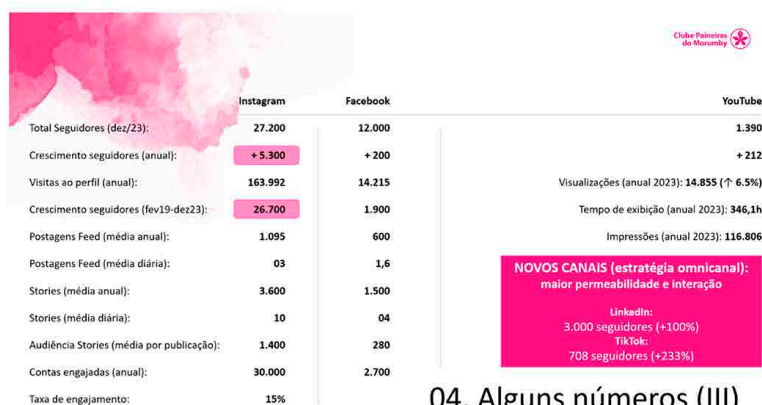 Clube Paineiras
do Morumby
Instagram Facebook YouTube
Total Seguidores (dez/23): 27.200 12.000 1.390
Crescimento seguidores (anual): + 5.300 + 200 + 212
Visitas ao perfil (anual): 163.992 14.215 Visualizações (anual 2023): 14.855 (↑ 6.5%)
Crescimento seguidores (fev19-dez23): 26.700 1.900 Tempo de exibição (anual 2023): 346,1h
Postagens Feed (média anual): 1.095 600 Impressões (anual 2023): 116.806
Postagens Feed (média diária): 03 1,6
Stories (média anual): 3.600 1.500
Stories (média diária): 10 04
Audiência Stories (média por publicação): 1.400 280
Contas engajadas (anual): 30.000 2.700
Taxa de engajamento: 15%
NOVOS CANAIS (estratégia omnicanal):
maior permeabilidade e interação
LinkedIn:
3.000 seguidores (+100%)
TikTok:
708 seguidores (+233%)
04. Alguns números (III)